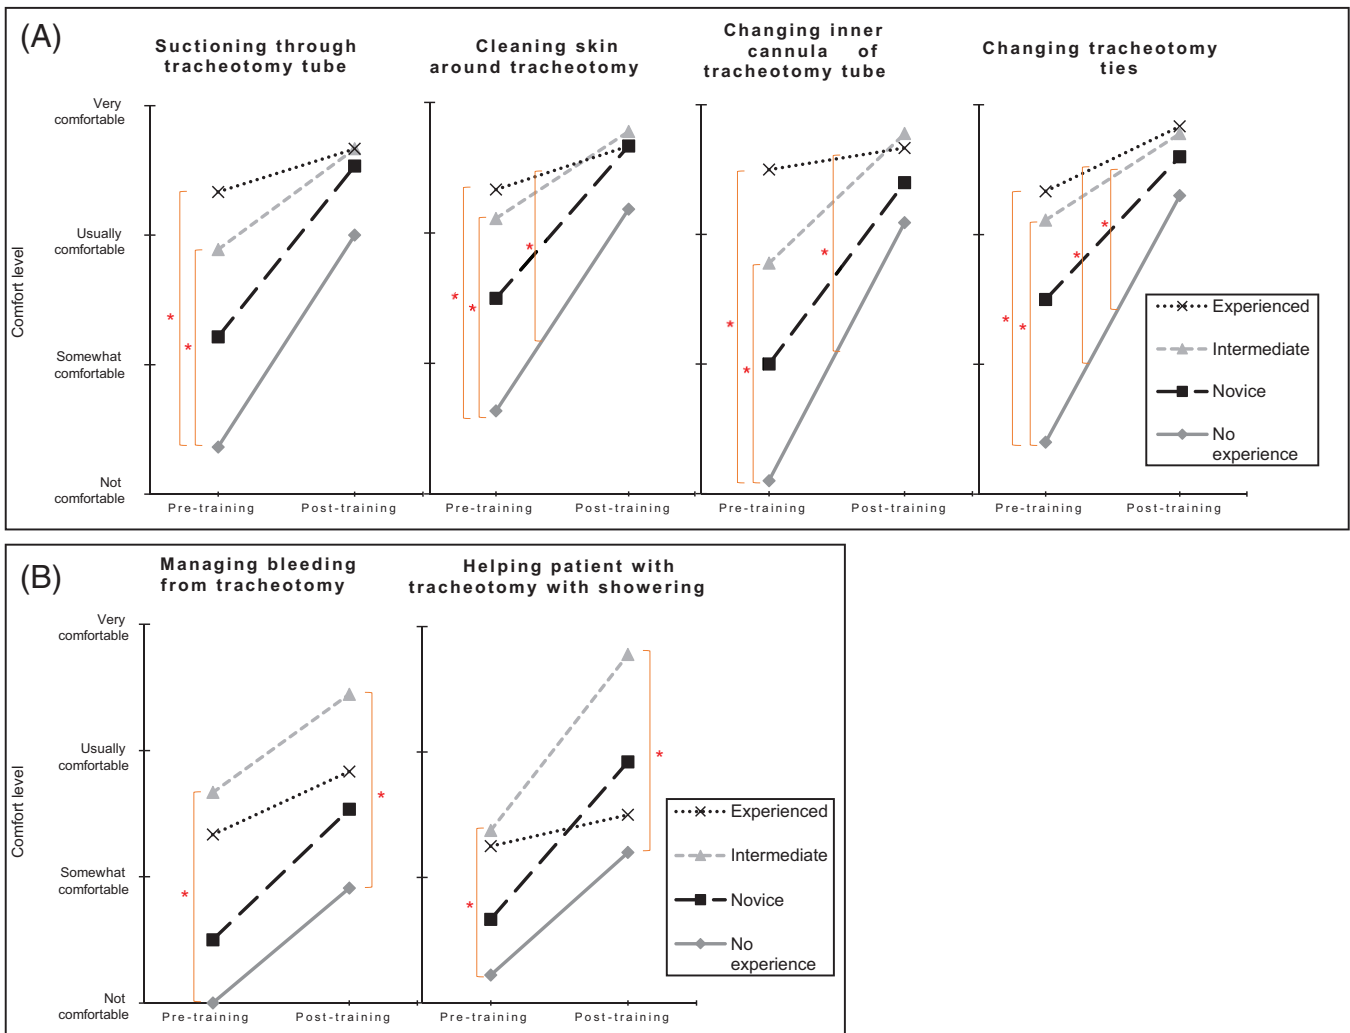 (A)
Suctioning through
tracheotomy tube
Cleaning skin
around tracheotomy
Changing inner
cannula of
tracheotomy tube
Changing tracheotomy
ties
Very
comfortable
Usually
comfortable
Somewhat
comfortable
Not
comfortable
Comfort level
* * * * * * * * * * * *
Pre-training Post-training Pre-training Post-training Pre-training Post-training Pre-training Post-training
Experienced
Intermediate
Novice
No
experience
(B)
Managing bleeding
from tracheotomy
Helping patient with
tracheotomy with showering
Very
comfortable
Usually
comfortable
Somewhat
comfortable
Not
comfortable
Comfort level
* * * *
Pre-training Post-training Pre-training Post-training
Experienced
Intermediate
Novice
No
experience